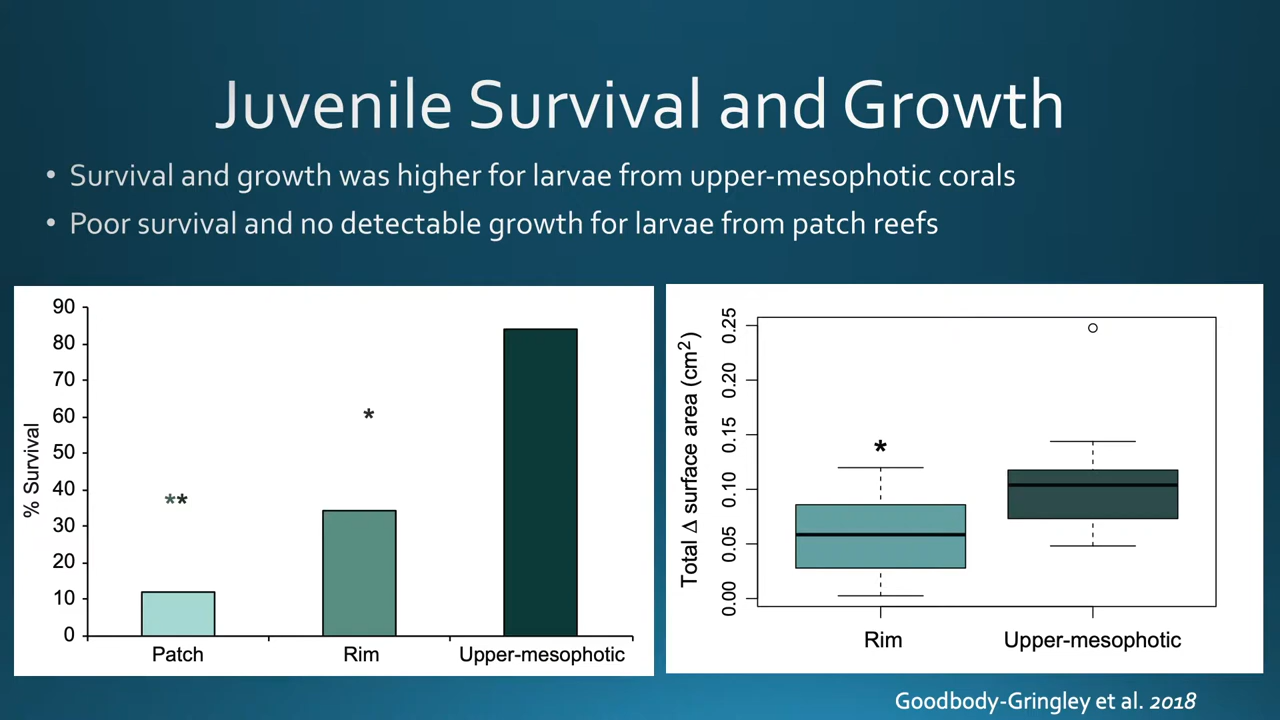 Juvenile Survival and Growth
• Survival and growth was higher for larvae from upper-mesophotic corals
• Poor survival and no detectable growth for larvae from patch reefs
% Survival
90
80
70
60
50
40
30
20
10
0
**
*
Patch
Rim
Upper-mesophotic
Total Δ surface area (cm²)
0.25
0.20
0.15
0.10
0.05
0.00
*
Rim
Upper-mesophotic
Goodbody-Gringley et al. 2018